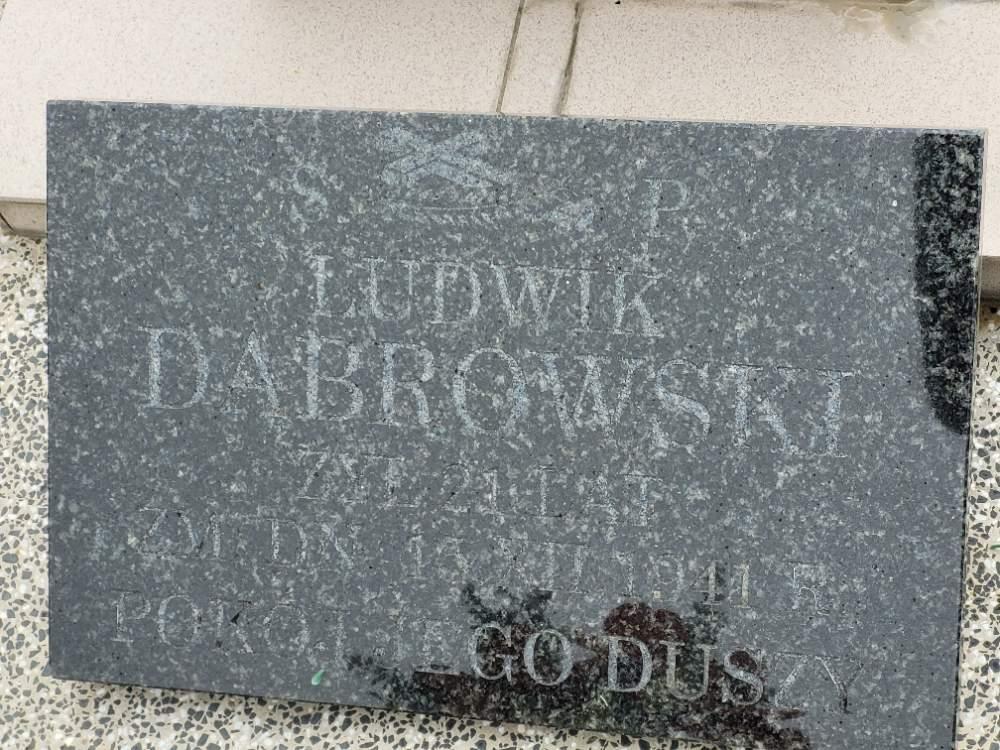 S P
LUDWIK
DĄBROWSKI
ŻYŁ 21 LAT
ZM. DN. 1941 R.
POKÓJ JEGO DUSZY